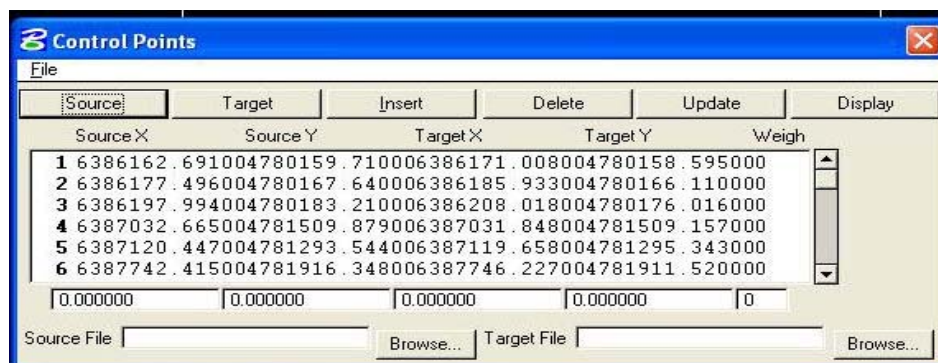 Control Points
File
Source Target Insert Delete Update Display
Source X Source Y Target X Target Y Weigh
1 6386162.691004780159.710006386171.008004780158.595000
2 6386177.496004780167.640006386185.933004780166.110000
3 6386197.994004780183.210006386208.018004780176.016000
4 6387032.665004781509.879006387031.848004781509.157000
5 6387120.447004781293.544006387119.658004781295.343000
6 6387742.415004781916.348006387746.227004781911.520000
0.000000 0.000000 0.000000 0.000000 0
Source File Browse... Target File Browse...